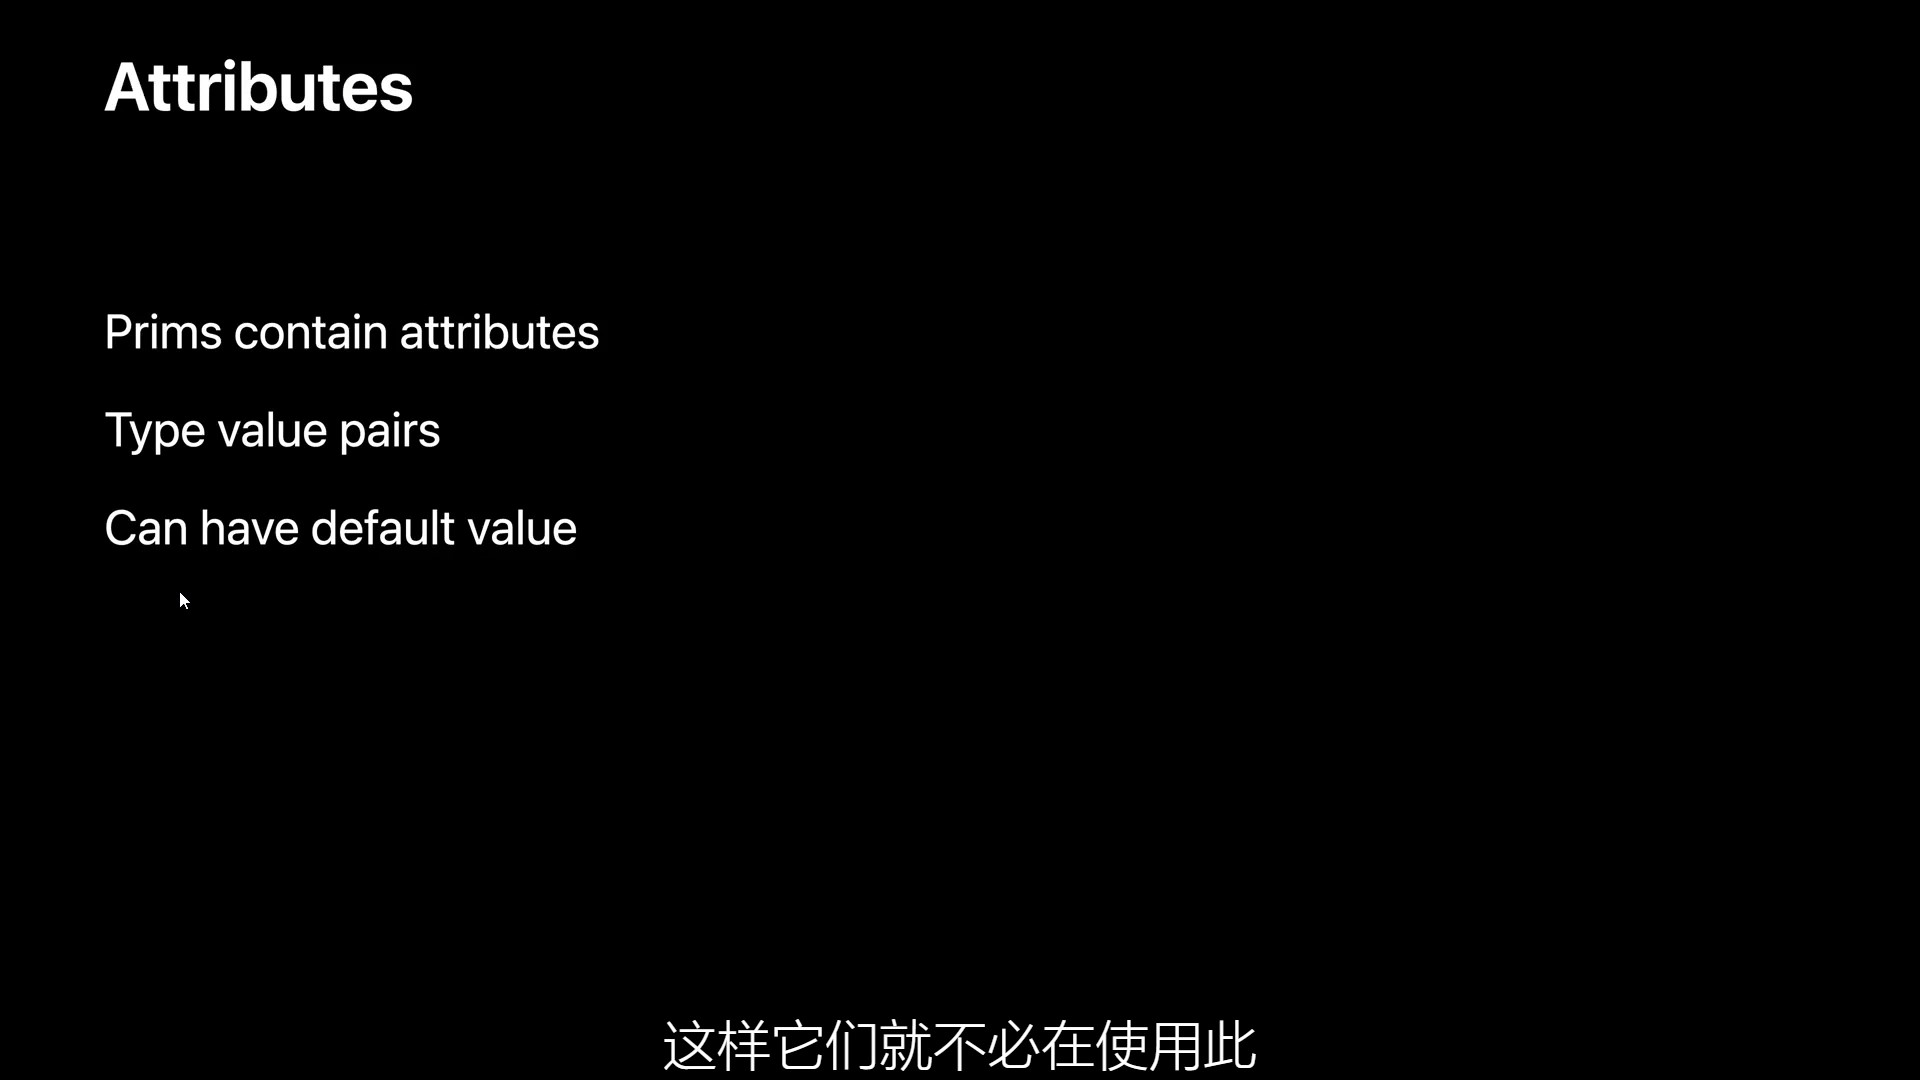 Attributes
Prims contain attributes
Type value pairs
Can have default value
这样它们就不必在使用此